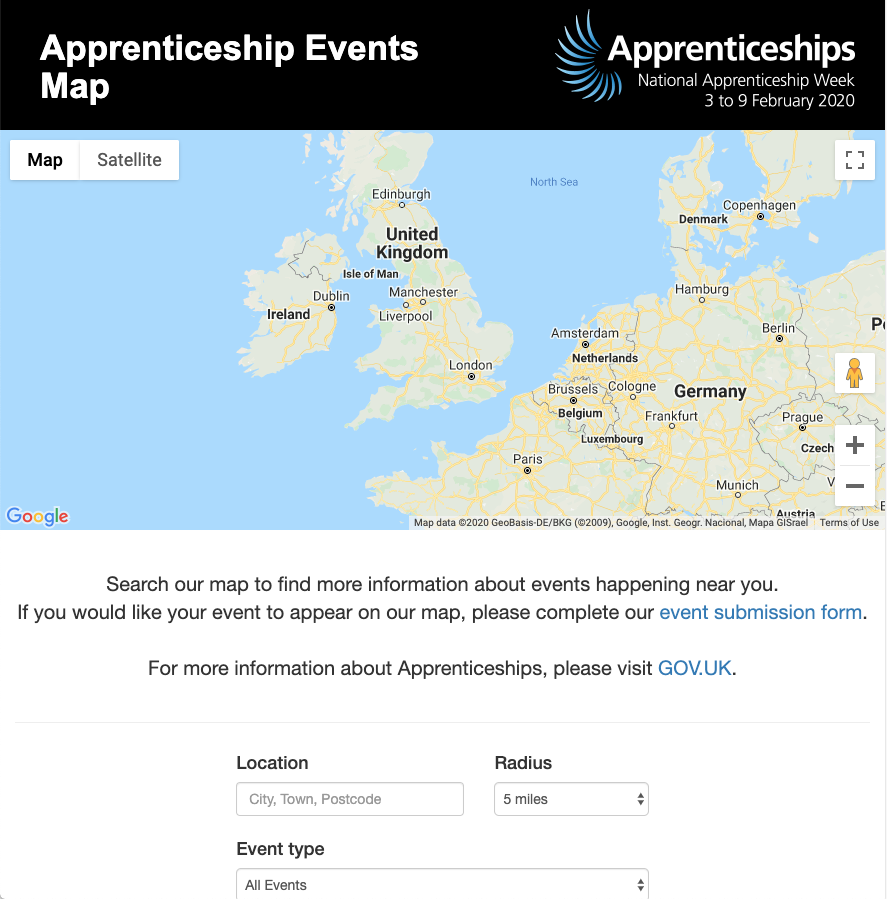 Apprenticeship Events
Map
Apprenticeships
National Apprenticeship Week
3 to 9 February 2020
Map
Satellite
North Sea
Edinburgh
Copenhagen
Denmark
United
Kingdom
Isle of Man
Manchester
Dublin
Hamburg
Ireland
Liverpool
Berlin
Amsterdam
Netherlands
London
Brussels
Cologne
Germany
Belgium
Frankfurt
Prague
Luxembourg
Czech
Paris
Munich
Austria
Google
Map data ©2020 GeoBasis-DE/BKG (©2009), Google, Inst. Geogr. Nacional, Mapa GISrael
Terms of Use
Search our map to find more information about events happening near you.
If you would like your event to appear on our map, please complete our event submission form.
For more information about Apprenticeships, please visit GOV.UK.
Location
Radius
City, Town, Postcode
5 miles
Event type
All Events